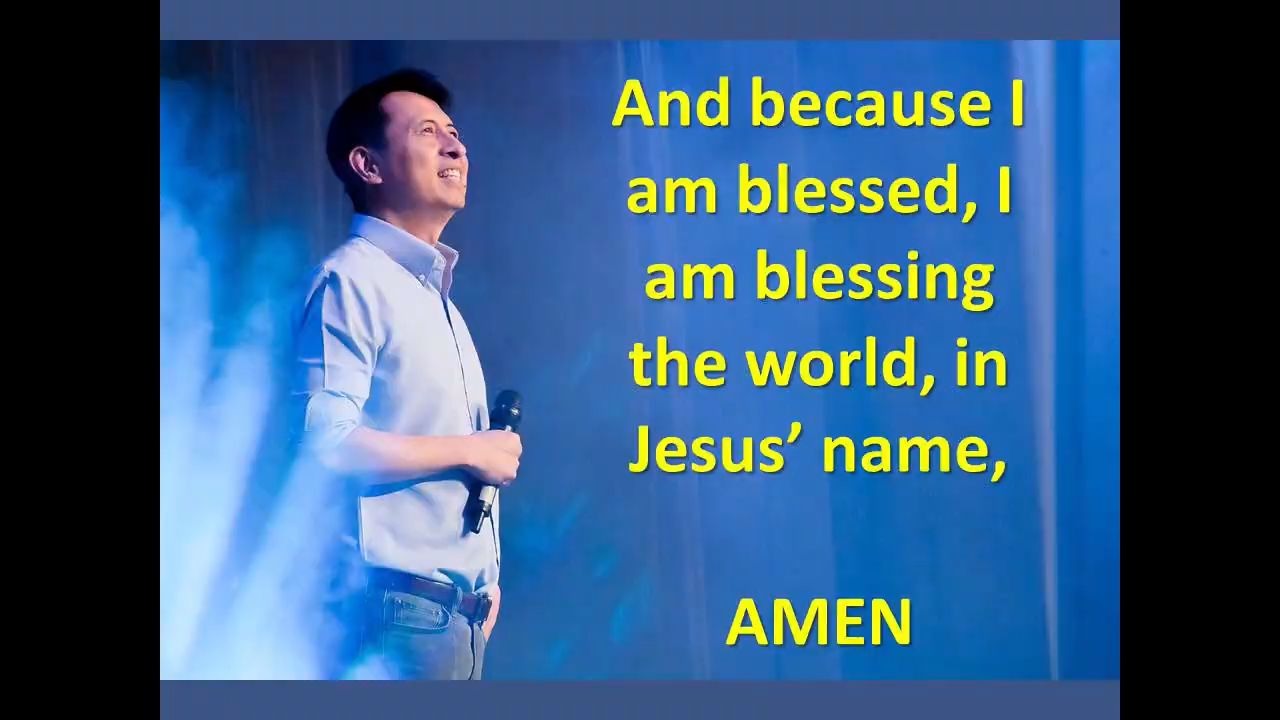 And because I
am blessed, I
am blessing
the world, in
Jesus’ name,
AMEN